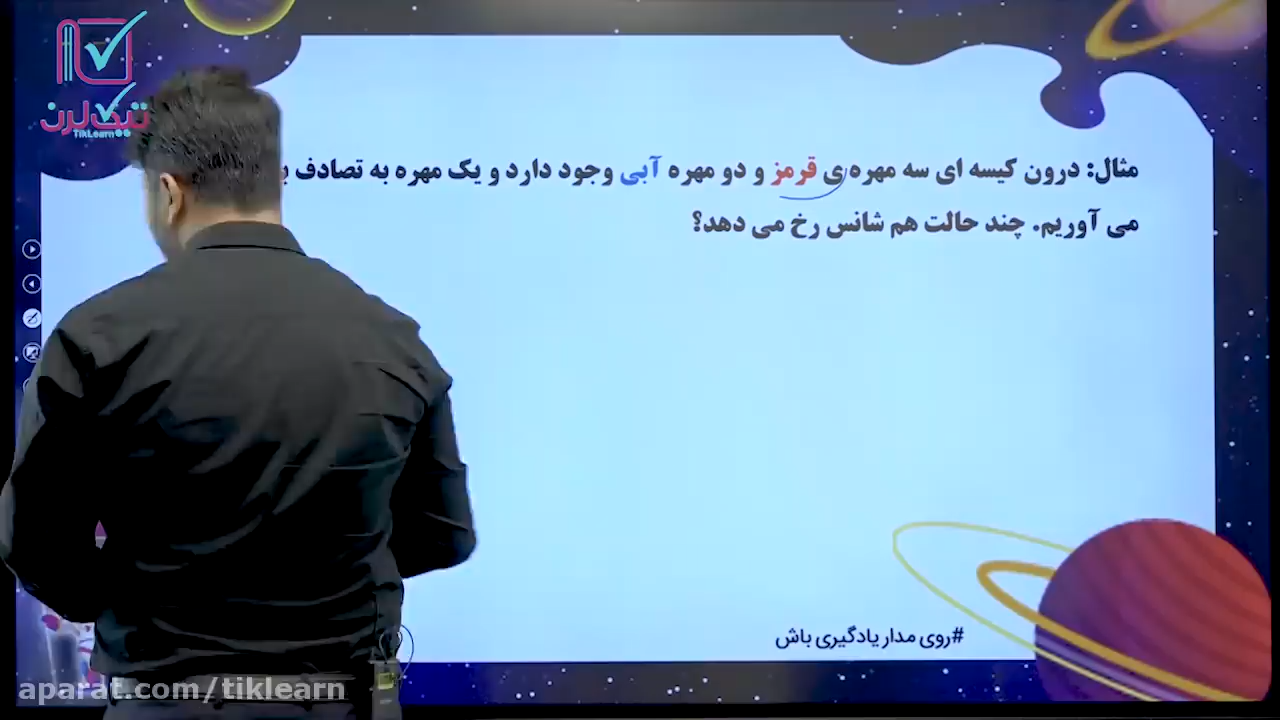 تیک‌لرن
TikLearn
مثال: درون کیسه ای سه مهره ی قرمز و دو مهره آبی وجود دارد و یک مهره به تصادف
می آوریم. چند حالت هم شانس رخ می دهد؟
#روی مدار یادگیری باش
aparat.com/tiklearn